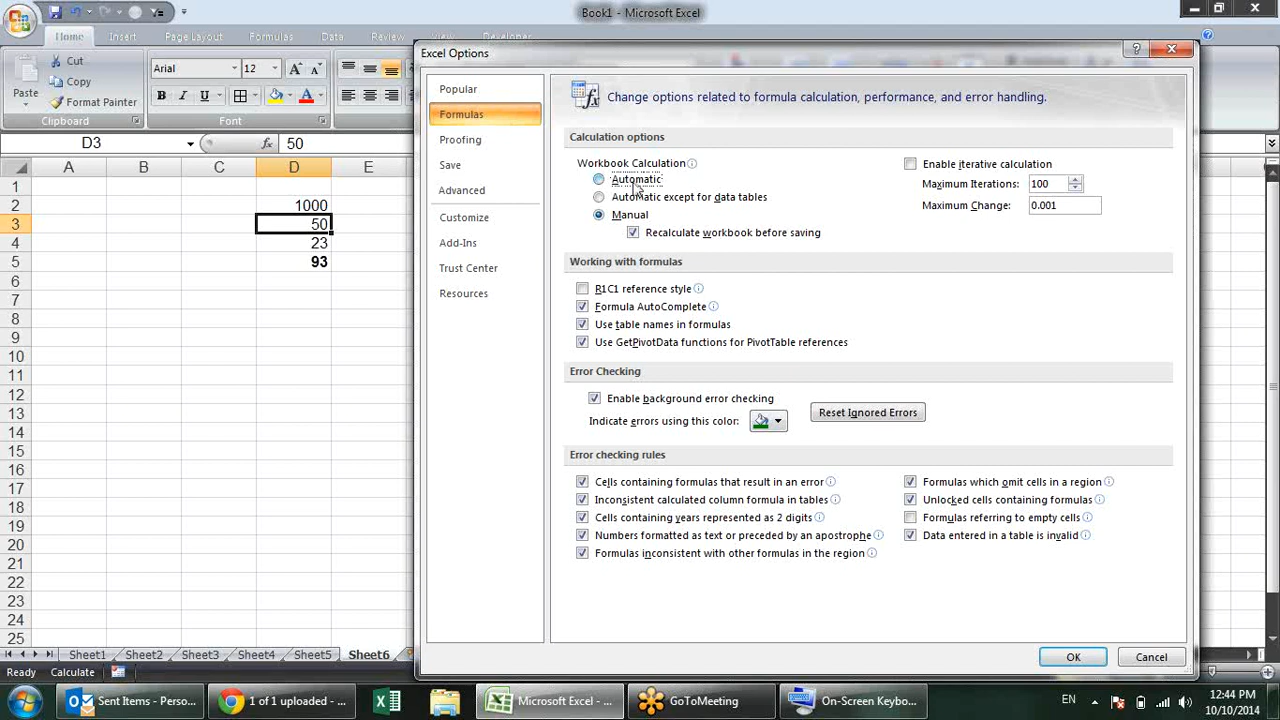 Book1 - Microsoft Excel
Home Insert Page Layout Formulas Data Review Developer
Cut
Copy
Format Painter
Paste
Clipboard
Arial 12
B I U
Font
D3 fx 50
A B C D E
1
2 1000
3 50
4 23
5 93
6
7
8
9
10
11
12
13
14
15
16
17
18
19
20
21
22
23
24
25
Sheet1 Sheet2 Sheet3 Sheet4 Sheet5 Sheet6
Ready Calculate
Excel Options
Popular
Formulas
Proofing
Save
Advanced
Customize
Add-Ins
Trust Center
Resources
Change options related to formula calculation, performance, and error handling.
Calculation options
Workbook Calculation
Automatic
Automatic except for data tables
Manual
Recalculate workbook before saving
Enable iterative calculation
Maximum Iterations: 100
Maximum Change: 0.001
Working with formulas
R1C1 reference style
Formula AutoComplete
Use table names in formulas
Use GetPivotData functions for PivotTable references
Error Checking
Enable background error checking
Indicate errors using this color:
Reset Ignored Errors
Error checking rules
Cells containing formulas that result in an error
Inconsistent calculated column formula in tables
Cells containing years represented as 2 digits
Numbers formatted as text or preceded by an apostrophe
Formulas inconsistent with other formulas in the region
Formulas which omit cells in a region
Unlocked cells containing formulas
Formulas referring to empty cells
Data entered in a table is invalid
OK Cancel
Sent Items - Perso...
1 of 1 uploaded - ...
Microsoft Excel - ...
GoToMeeting
On-Screen Keybo...
EN
12:44 PM
10/10/2014